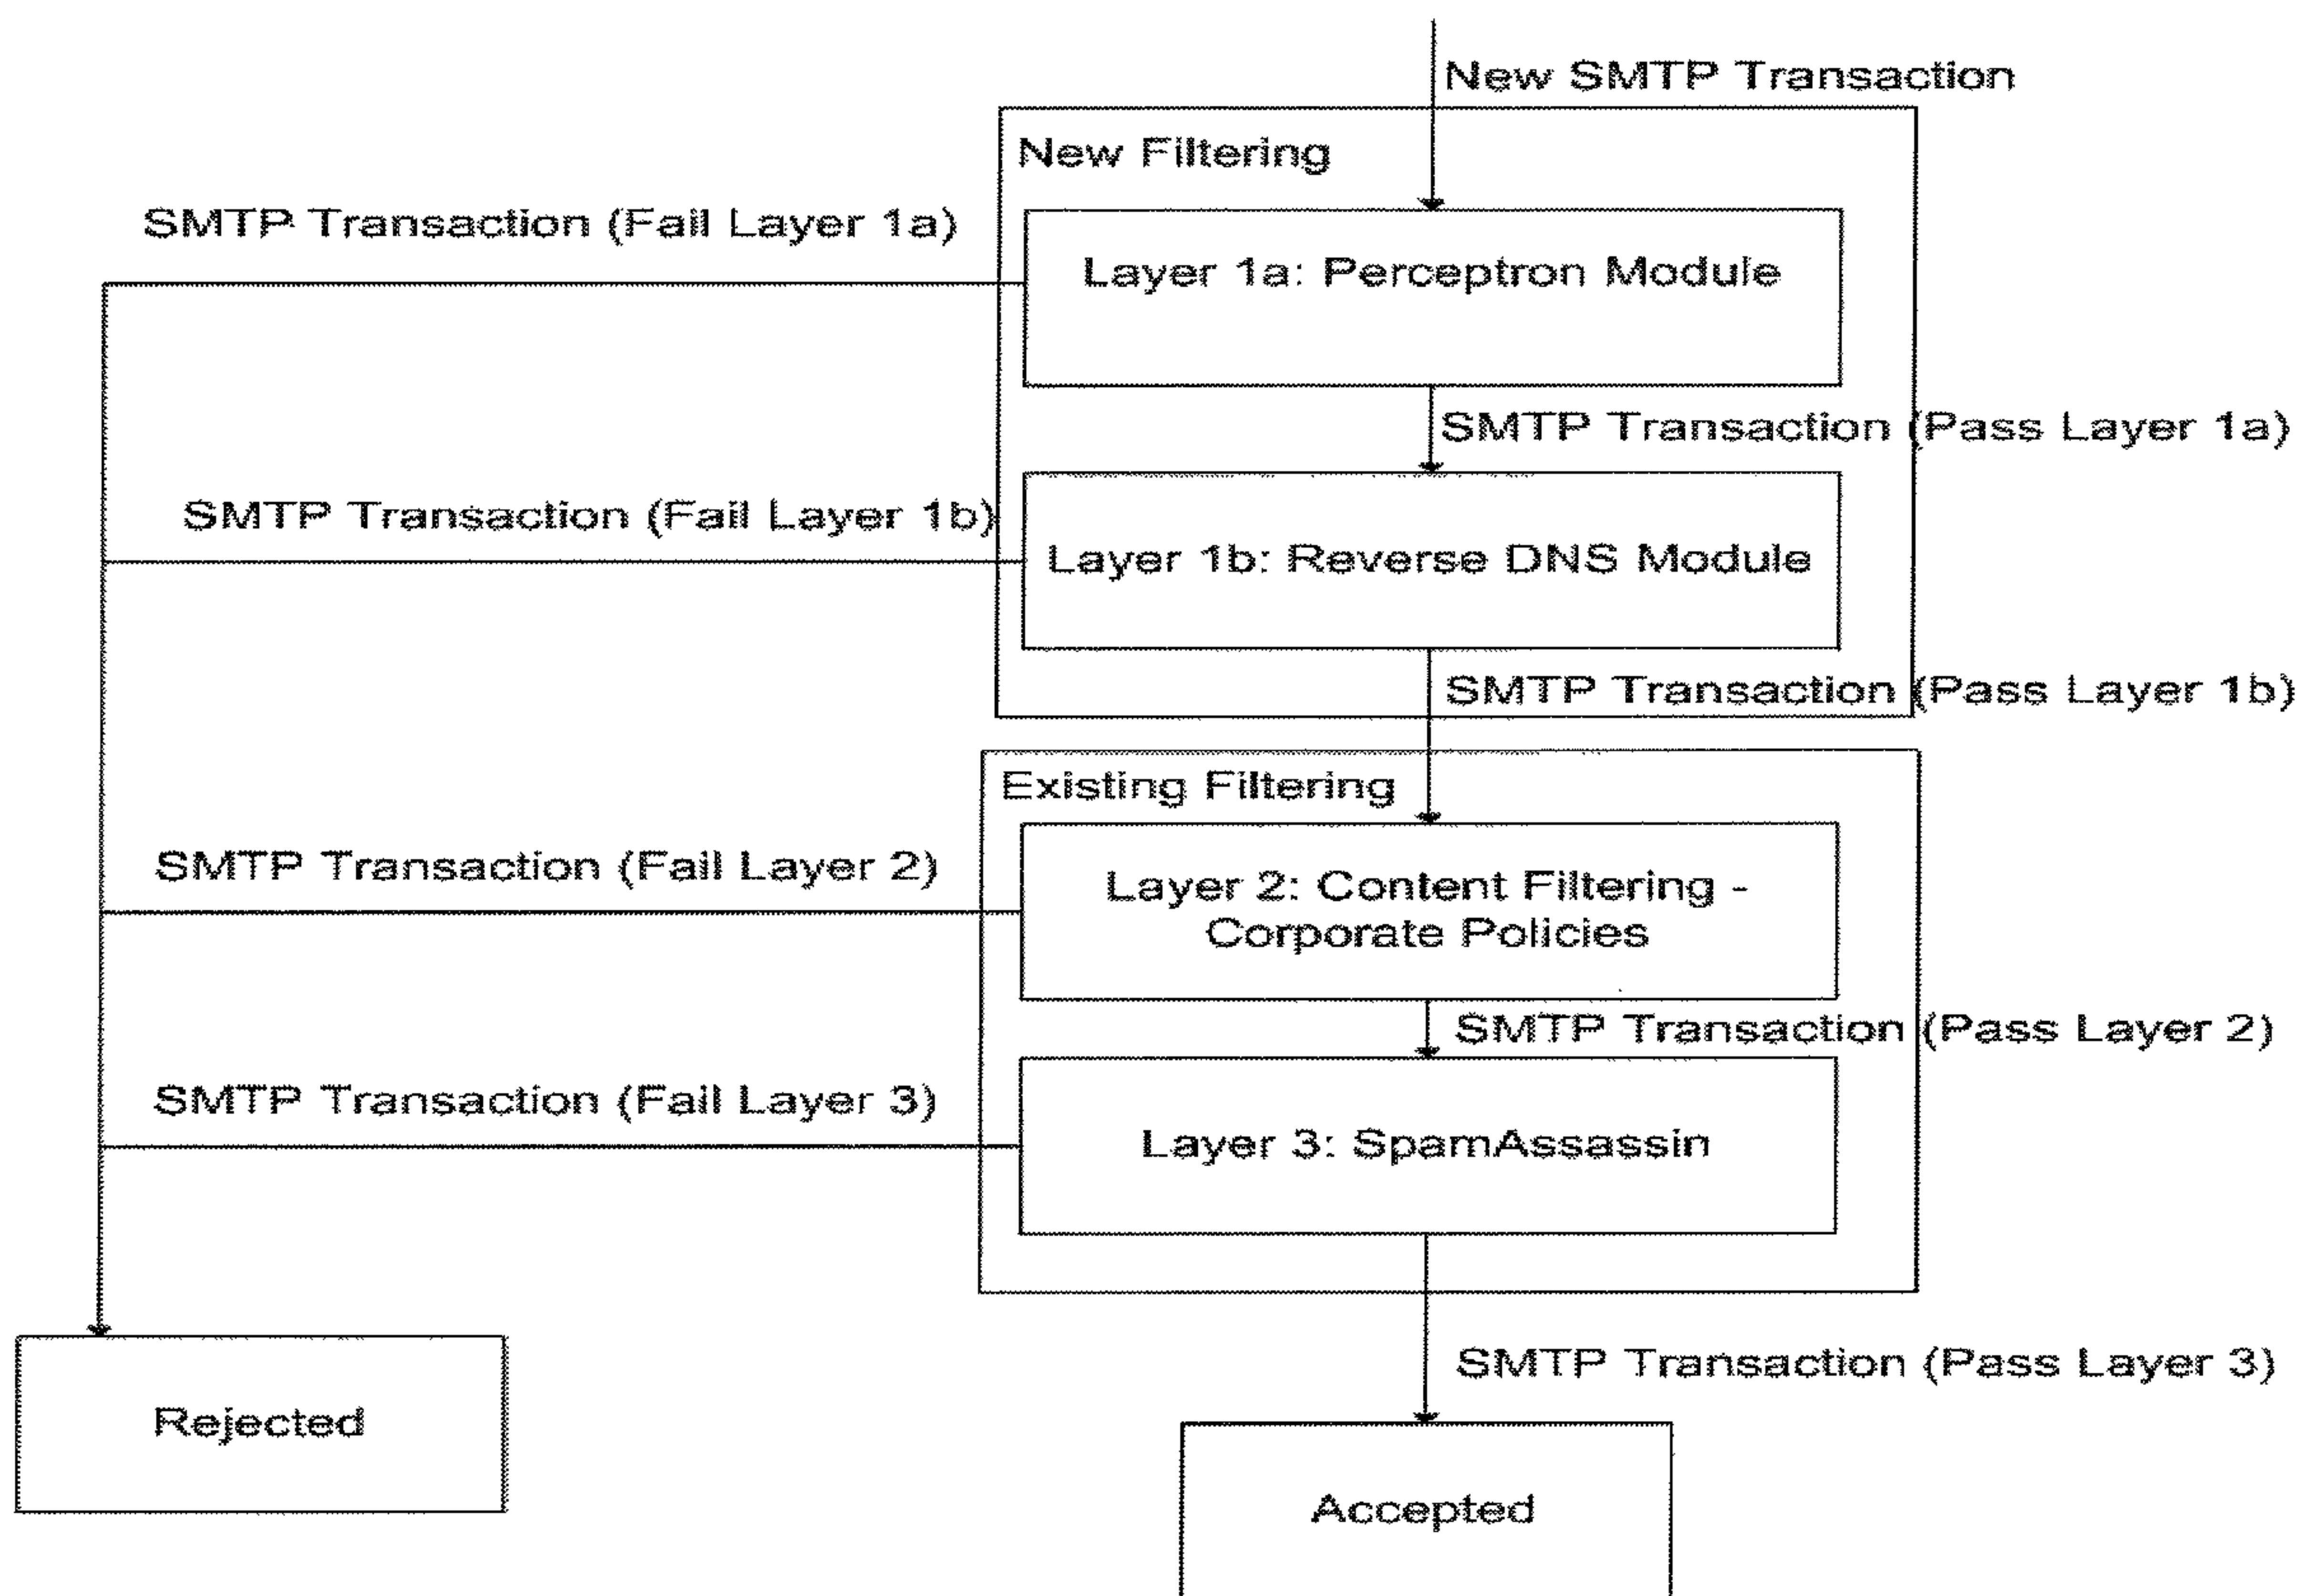 New SMTP Transaction
New Filtering
SMTP Transaction (Fail Layer 1a)
Layer 1a: Perceptron Module
SMTP Transaction (Pass Layer 1a)
SMTP Transaction (Fail Layer 1b)
Layer 1b: Reverse DNS Module
SMTP Transaction (Pass Layer 1b)
Existing Filtering
SMTP Transaction (Fail Layer 2)
Layer 2: Content Filtering -
Corporate Policies
SMTP Transaction (Pass Layer 2)
SMTP Transaction (Fail Layer 3)
Layer 3: SpamAssassin
SMTP Transaction (Pass Layer 3)
Rejected
Accepted